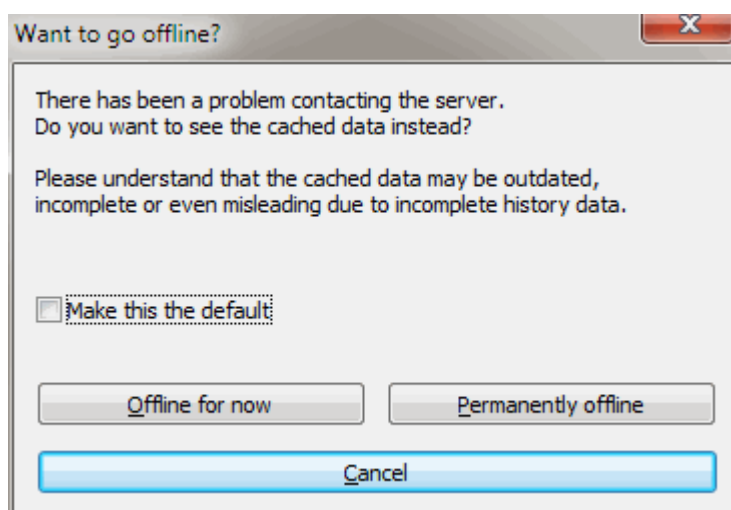 Want to go offline?
There has been a problem contacting the server.
Do you want to see the cached data instead?
Please understand that the cached data may be outdated,
incomplete or even misleading due to incomplete history data.
Make this the default
Offline for now
Permanently offline
Cancel